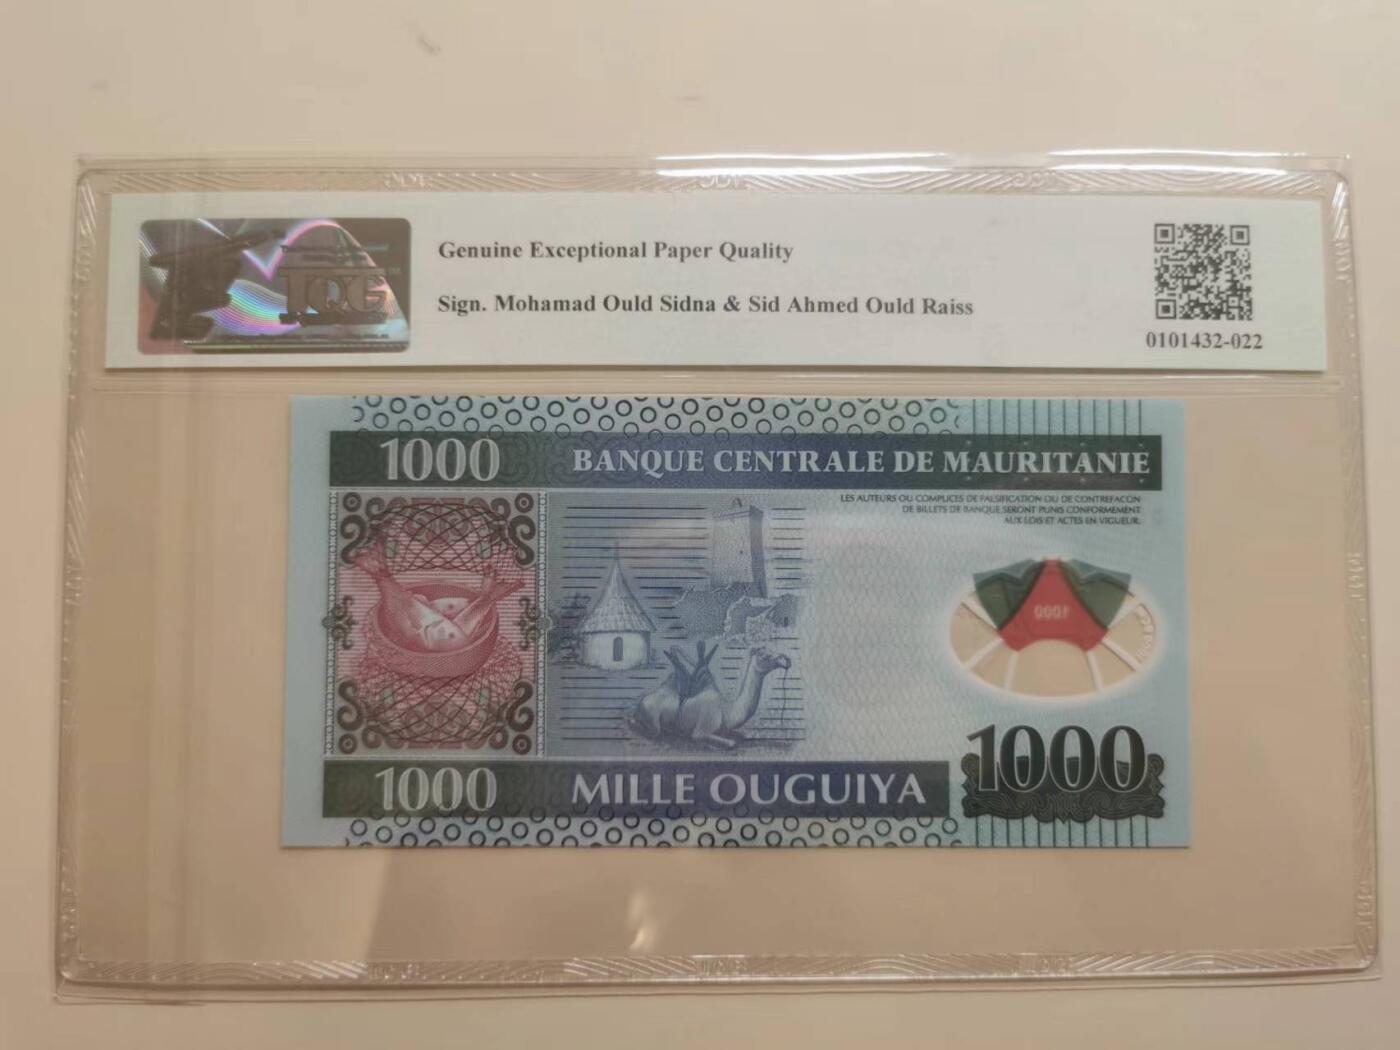 TQG
Genuine Exceptional Paper Quality
Sign. Mohamad Ould Sidna & Sid Ahmed Ould Raiss
0101432-022
1000
BANQUE CENTRALE DE MAURITANIE
LES AUTEURS OU COMPLICES DE FALSIFICATION OU DE CONTREFACON
DE BILLETS DE BANQUE SERONT PUNIS CONFORMEMENT
AUX LOIS ET ACTES EN VIGUEUR.
1000
1000
MILLE OUGUIYA
1000